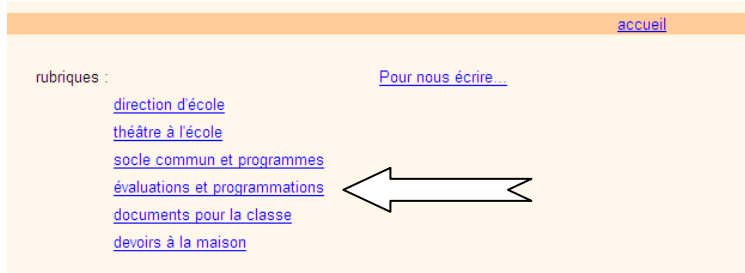 accueil
rubriques : Pour nous écrire...
direction d'école
théâtre à l'école
socle commun et programmes
évaluations et programmations
documents pour la classe
devoirs à la maison